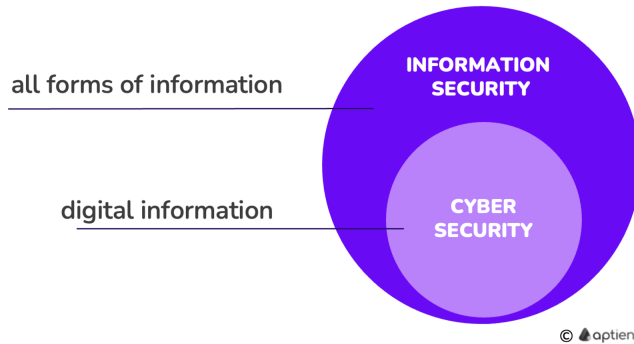 all forms of information
INFORMATION
SECURITY
digital information
CYBER
SECURITY
© aptien